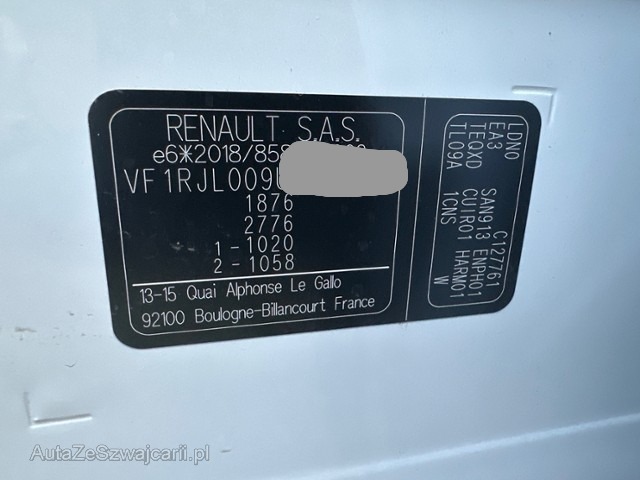 RENAULT S.A.S.
e6*2018/858
VF1RJL009
1876
2776
1-1020
2-1058
13-15 Quai Alphonse Le Gallo
92100 Boulogne-Billancourt France
LDN0 C127761
EA3 SAN913 ENPH01
TEQXD CUIR01 HARM01
TL09A 1CNS W
AutaZeSzwajcarii.pl